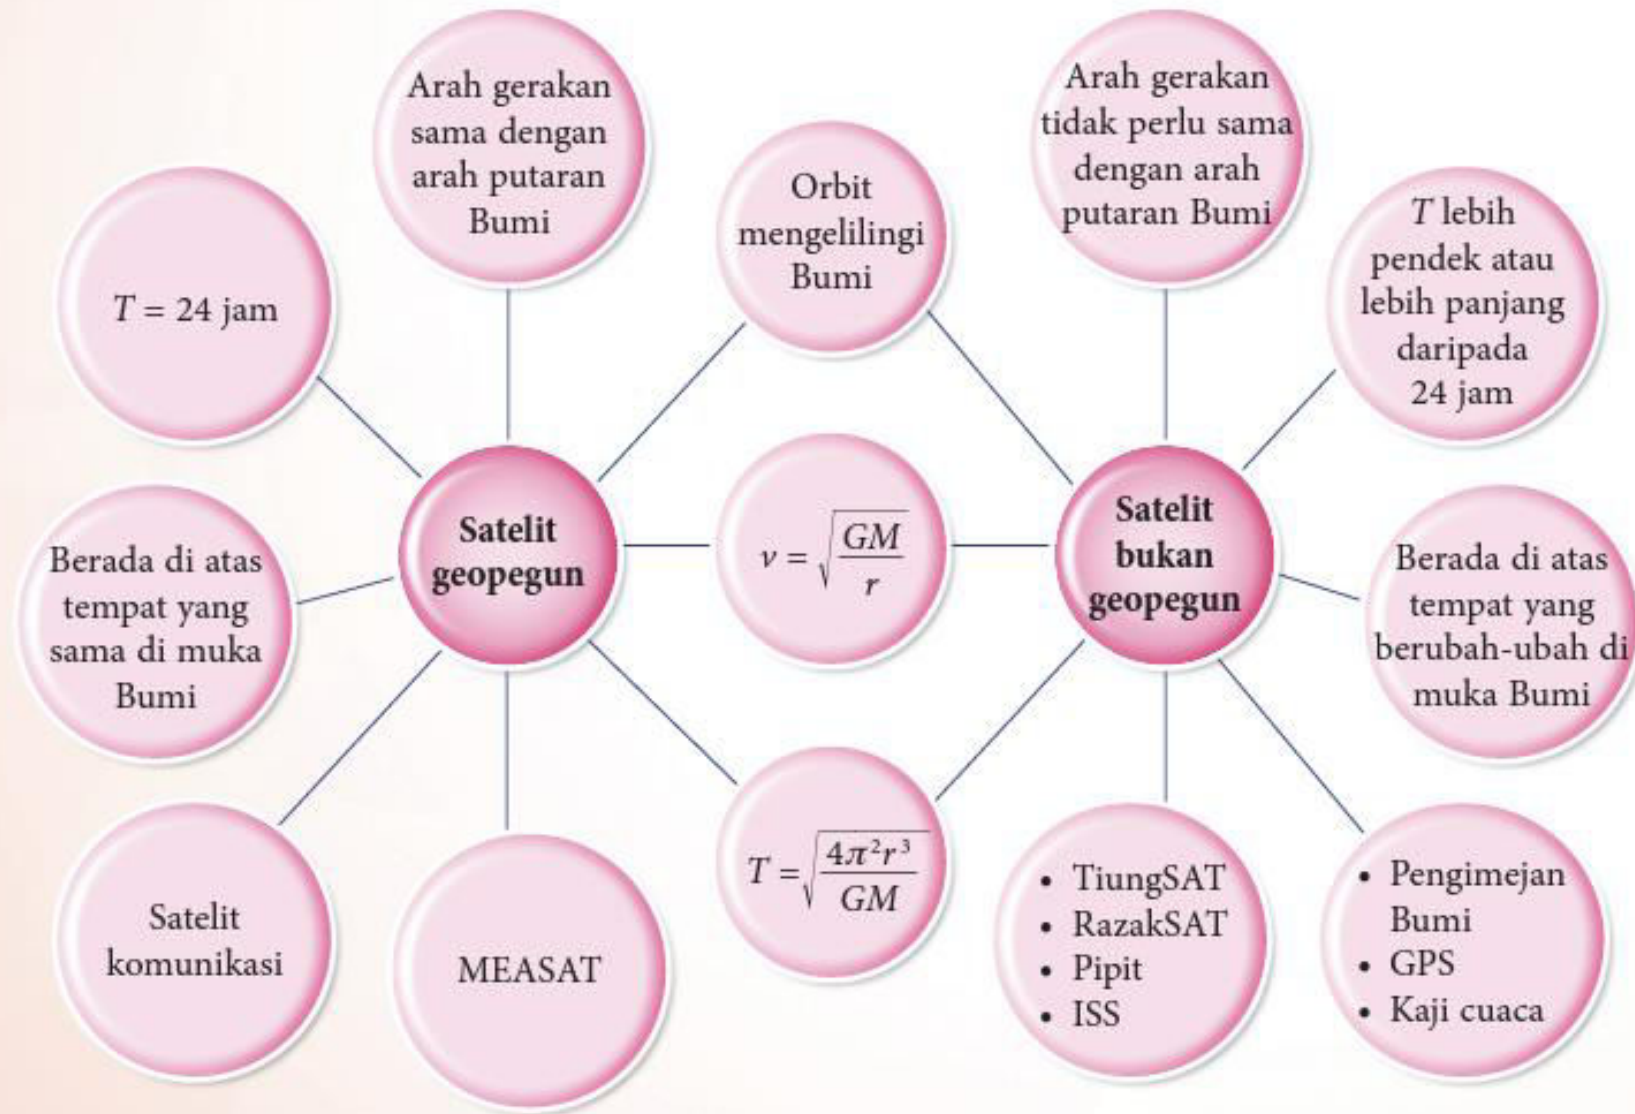 Arah gerakan
sama dengan
arah putaran
Bumi
Arah gerakan
tidak perlu sama
dengan arah
putaran Bumi
Orbit
mengelilingi
Bumi
T = 24 jam
T lebih
pendek atau
lebih panjang
daripada
24 jam
Satelit
geopegun
v = √(GM/r)
Satelit
bukan
geopegun
Berada di atas
tempat yang
sama di muka
Bumi
Berada di atas
tempat yang
berubah-ubah di
muka Bumi
Satelit
komunikasi
MEASAT
T = √(4π²r³/GM)
• TiungSAT
• RazakSAT
• Pipit
• ISS
• Pengimejan
Bumi
• GPS
• Kaji cuaca